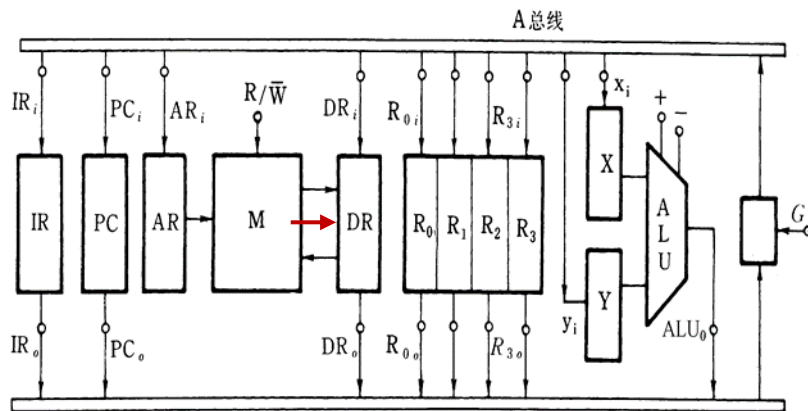 A总线
IRᵢ
PCᵢ
ARᵢ
R/W̅
DRᵢ
R₀ᵢ
R₃ᵢ
xᵢ
+
−
IR
PC
AR
M
DR
R₀
R₁
R₂
R₃
X
Y
ALU
G
yᵢ
IRₒ
PCₒ
DRₒ
R₀ₒ
R₃ₒ
ALU₀